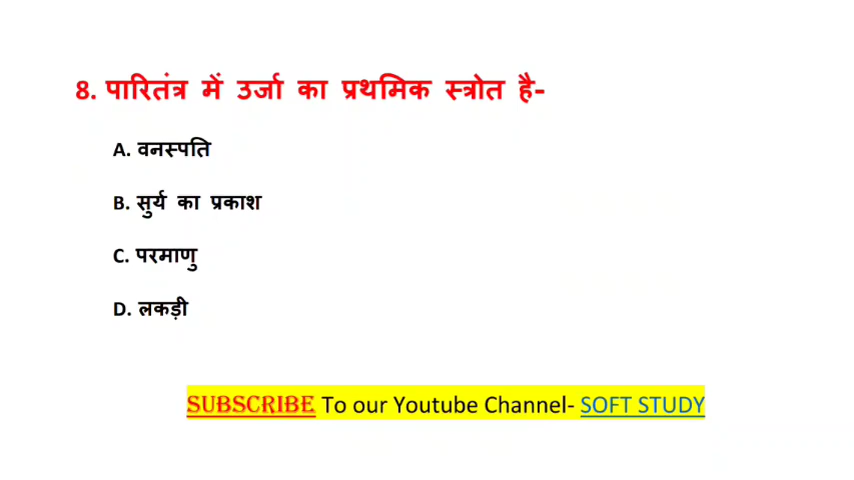 8. पारितंत्र में उर्जा का प्रथमिक स्त्रोत है-
A. वनस्पति
B. सुर्य का प्रकाश
C. परमाणु
D. लकड़ी
SUBSCRIBE To our Youtube Channel- SOFT STUDY